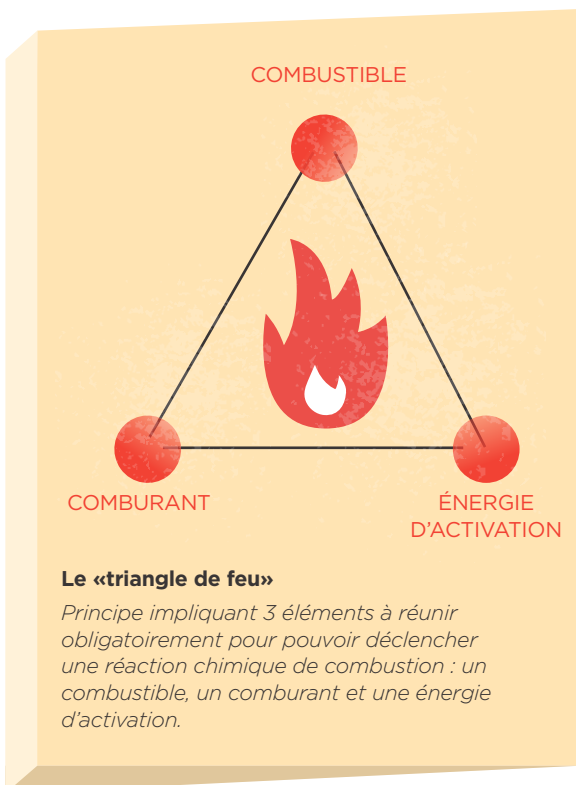 COMBUSTIBLE
COMBURANT
ÉNERGIE
D'ACTIVATION
Le «triangle de feu»
Principe impliquant 3 éléments à réunir
obligatoirement pour pouvoir déclencher
une réaction chimique de combustion : un
combustible, un comburant et une énergie
d'activation.